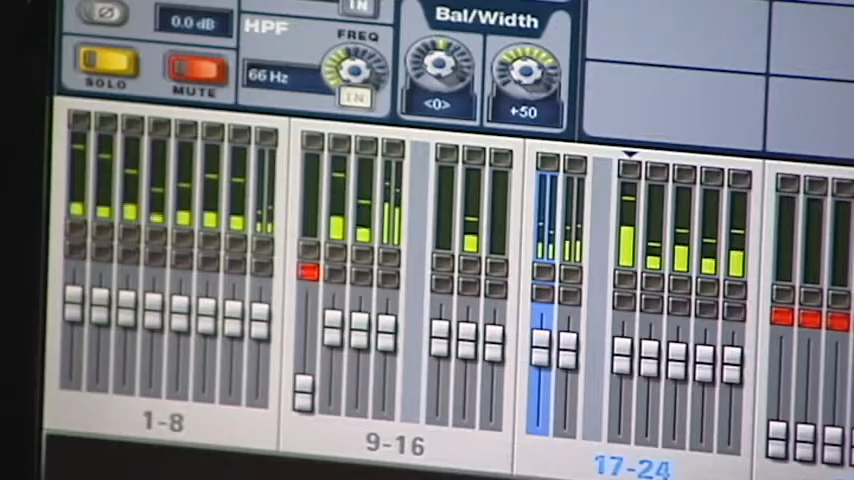 Ø
0.0 dB
IN
HPF
Bal/Width
FREQ
SOLO
MUTE
66 Hz
IN
<0>
+50
1-8
9-16
17-24